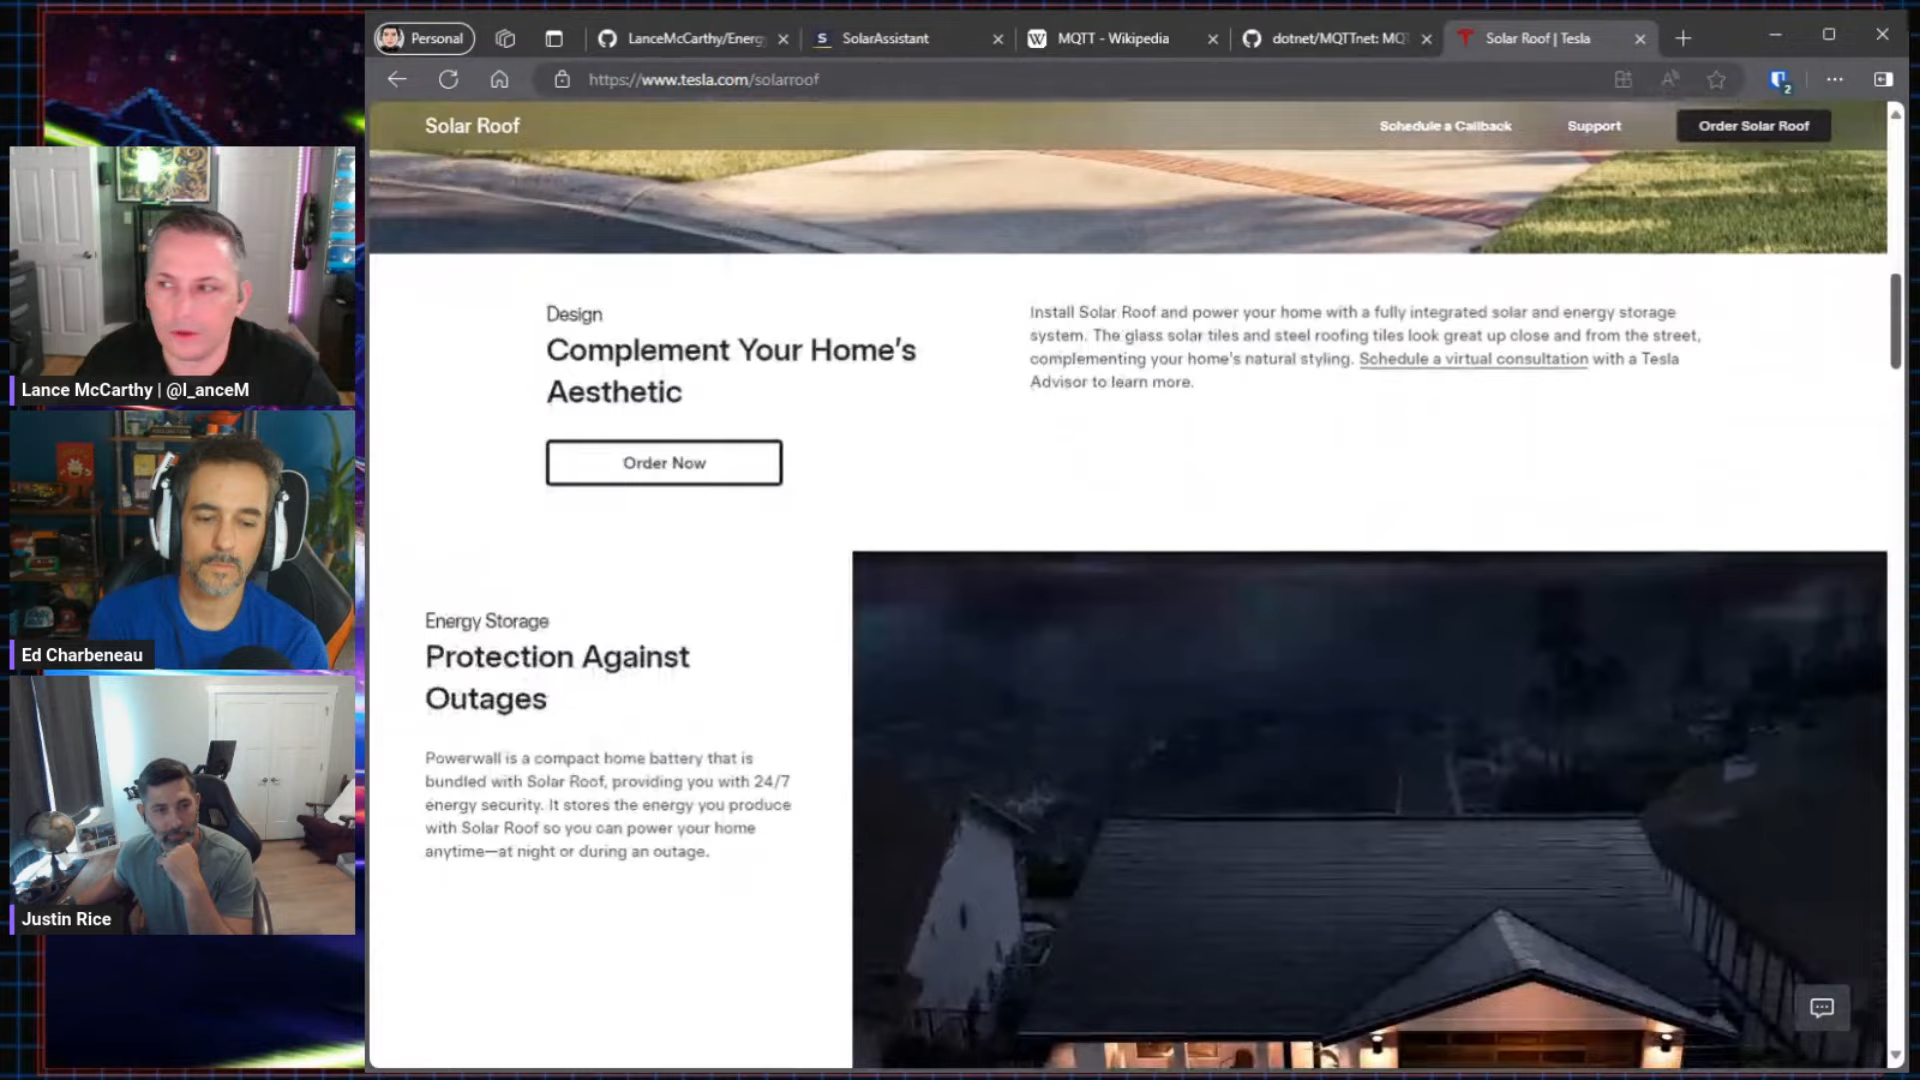 Personal
LanceMcCarthy/Energ
SolarAssistant
MQTT - Wikipedia
dotnet/MQTTnet: MQ
Solar Roof | Tesla
https://www.tesla.com/solarroof
2
Solar Roof
Schedule a Callback
Support
Order Solar Roof
Design
Complement Your Home's
Aesthetic
Order Now
Install Solar Roof and power your home with a fully integrated solar and energy storage
system. The glass solar tiles and steel roofing tiles look great up close and from the street,
complementing your home's natural styling. Schedule a virtual consultation with a Tesla
Advisor to learn more.
Energy Storage
Protection Against
Outages
Powerwall is a compact home battery that is
bundled with Solar Roof, providing you with 24/7
energy security. It stores the energy you produce
with Solar Roof so you can power your home
anytime—at night or during an outage.
Lance McCarthy | @l_anceM
Ed Charbeneau
Justin Rice